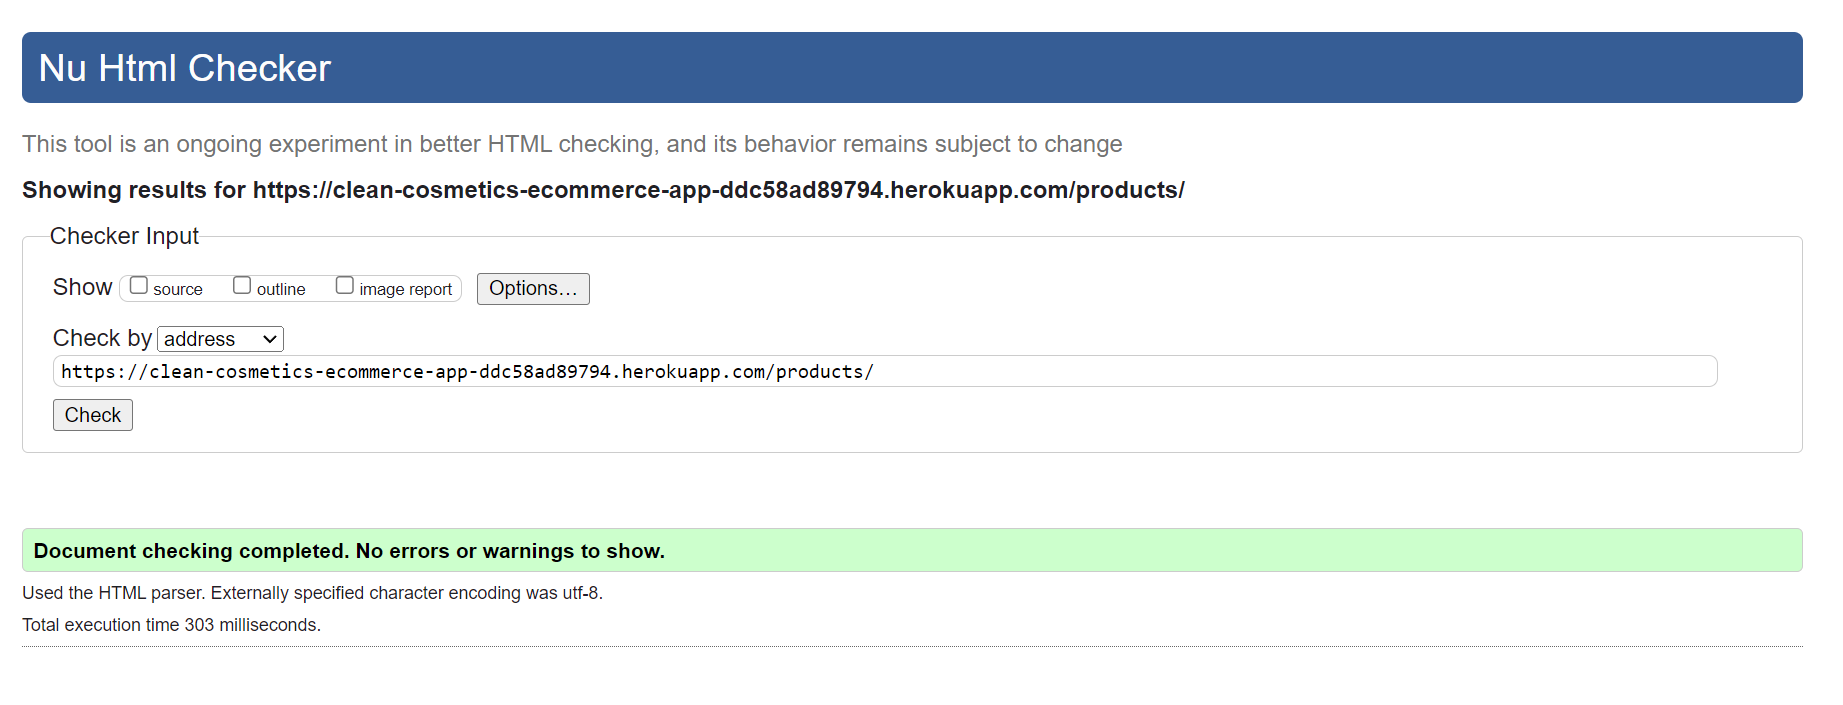 Nu Html Checker
This tool is an ongoing experiment in better HTML checking, and its behavior remains subject to change
Showing results for https://clean-cosmetics-ecommerce-app-ddc58ad89794.herokuapp.com/products/
Checker Input
Show source outline image report Options...
Check by address
https://clean-cosmetics-ecommerce-app-ddc58ad89794.herokuapp.com/products/
Check
Document checking completed. No errors or warnings to show.
Used the HTML parser. Externally specified character encoding was utf-8.
Total execution time 303 milliseconds.